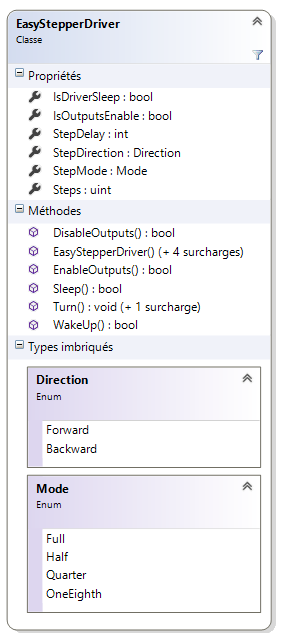 EasyStepperDriver
Classe
Propriétés
IsDriverSleep : bool
IsOutputsEnable : bool
StepDelay : int
StepDirection : Direction
StepMode : Mode
Steps : uint
Méthodes
DisableOutputs() : bool
EasyStepperDriver() (+ 4 surcharges)
EnableOutputs() : bool
Sleep() : bool
Turn() : void (+ 1 surcharge)
WakeUp() : bool
Types imbriqués
Direction
Enum
Forward
Backward
Mode
Enum
Full
Half
Quarter
OneEighth